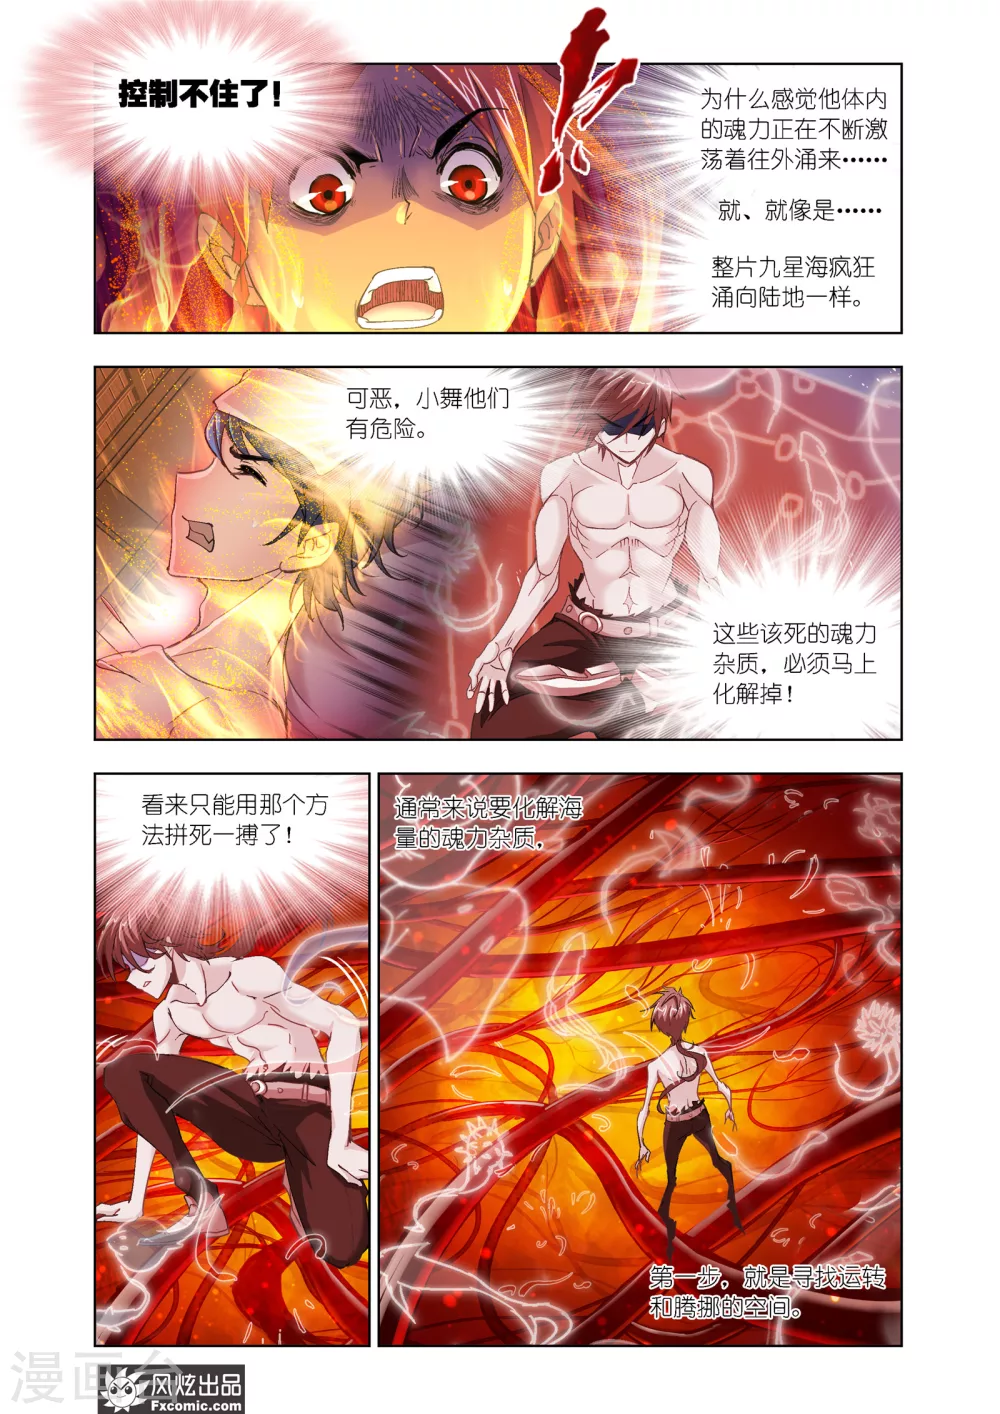 控制不住了！
为什么感觉他体内
的魂力正在不断激
荡着往外涌来……
就、就像是……
整片九星海疯狂
涌向陆地一样。
可恶，小舞他们
有危险。
这些该死的魂力
杂质，必须马上
化解掉！
看来只能用那个方
法拼死一搏了！
通常来说要化解海
量的魂力杂质，
第一步，就是寻找运转
和腾挪的空间。
漫画台
风炫出品
Fxcomic.com